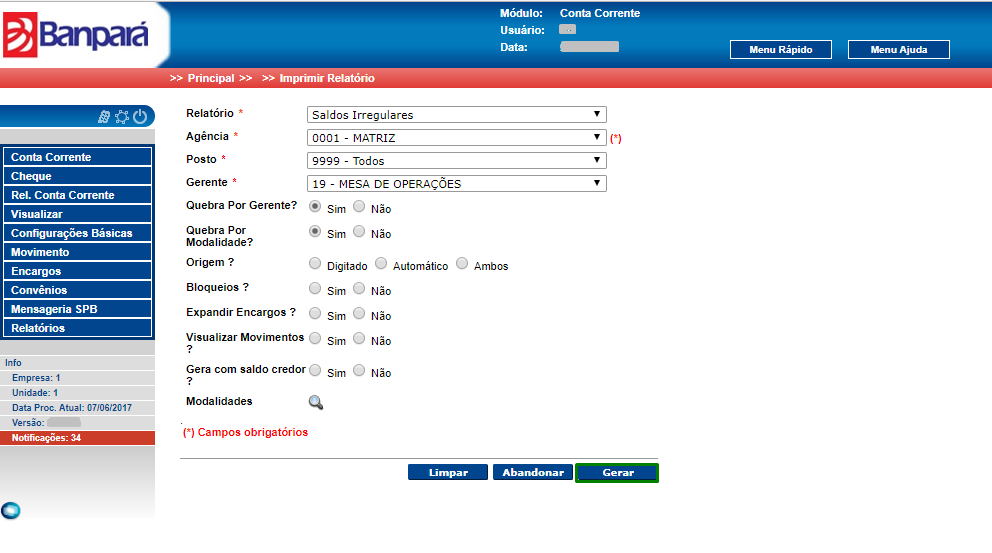 Banpará
Módulo: Conta Corrente
Usuário:
Data:
Menu Rápido
Menu Ajuda
>> Principal >> >> Imprimir Relatório
Conta Corrente
Cheque
Rel. Conta Corrente
Visualizar
Configurações Básicas
Movimento
Encargos
Convênios
Mensageria SPB
Relatórios
Info
Empresa: 1
Unidade: 1
Data Proc. Atual: 07/06/2017
Versão:
Notificações: 34
Relatório * Saldos Irregulares
Agência * 0001 - MATRIZ (*)
Posto * 9999 - Todos
Gerente * 19 - MESA DE OPERAÇÕES
Quebra Por Gerente? Sim Não
Quebra Por
Modalidade? Sim Não
Origem ? Digitado Automático Ambos
Bloqueios ? Sim Não
Expandir Encargos ? Sim Não
Visualizar Movimentos
? Sim Não
Gera com saldo credor
? Sim Não
Modalidades
(*) Campos obrigatórios
Limpar
Abandonar
Gerar